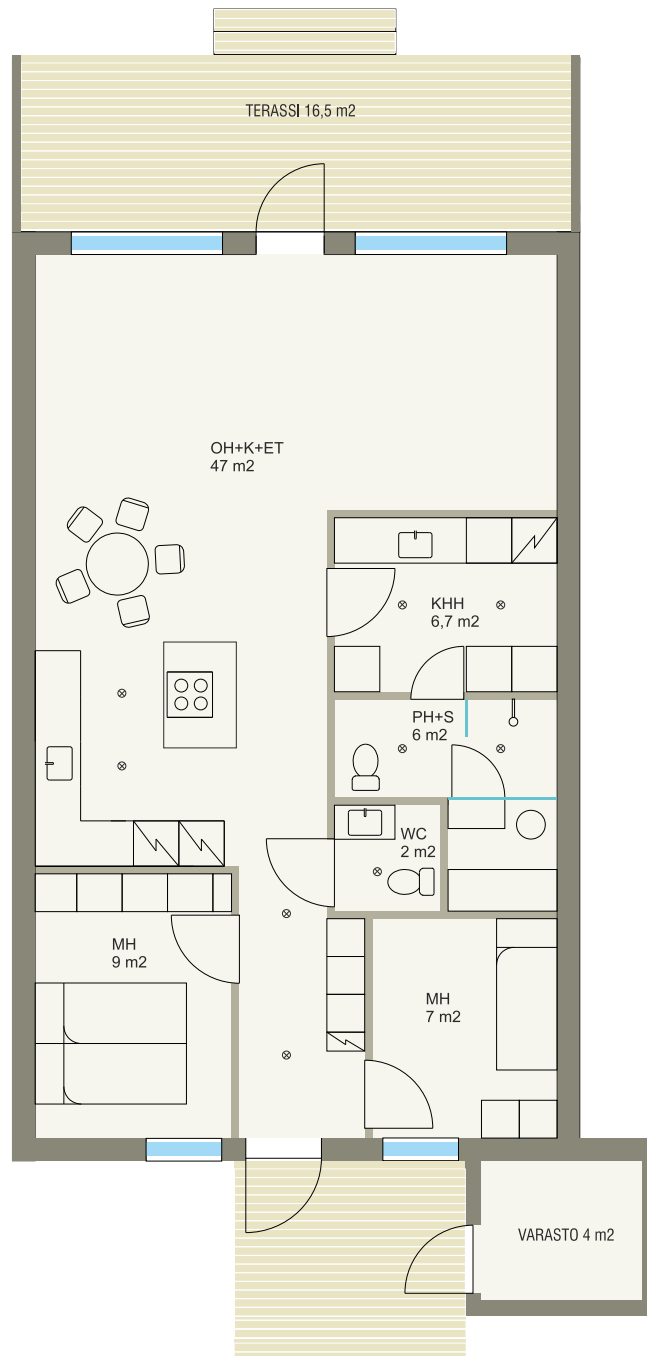 TERASSI 16,5 m2
OH+K+ET
47 m2
KHH
6,7 m2
PH+S
6 m2
WC
2 m2
MH
9 m2
MH
7 m2
VARASTO 4 m2